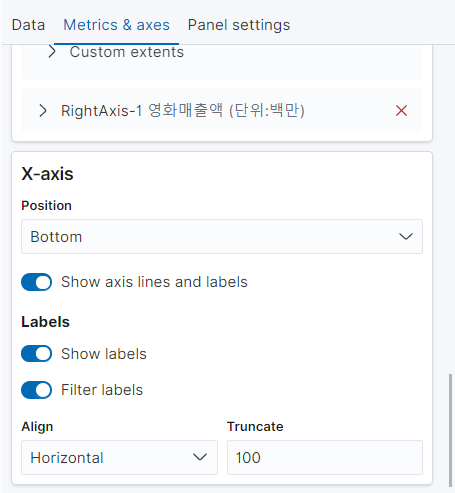 Data Metrics & axes Panel settings
Custom extents
RightAxis-1 영화매출액 (단위:백만)
X-axis
Position
Bottom
Show axis lines and labels
Labels
Show labels
Filter labels
Align Truncate
Horizontal 100